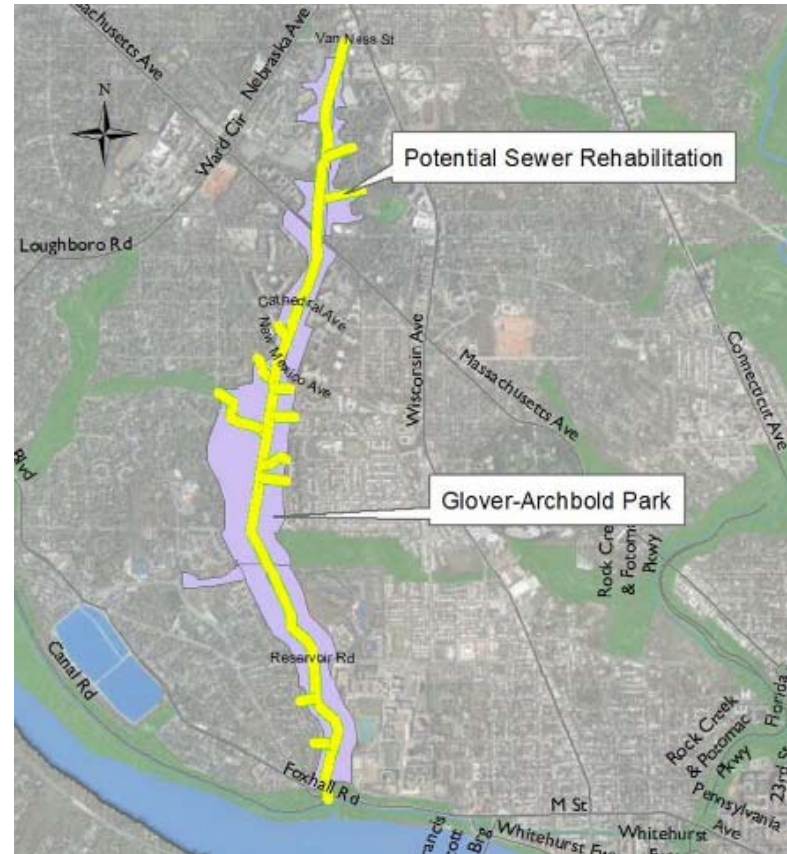 Van Ness St
Nebraska Ave
Massachusetts Ave
N
Ward Cir
Potential Sewer Rehabilitation
Loughboro Rd
Cathedral Ave
New Mexico Ave
Wisconsin Ave
Massachusetts Ave
Connecticut Ave
Blvd
Glover-Archbold Park
Rock Cree
& Potomac
Pkwy
Reservoir Rd
Canal Rd
Florida
Rock Creek
& Potomac
Pkwy
23rd St
Foxhall Rd
M St
Pennsylvania
Ave
Whitehurst
Whitehurst
Brg